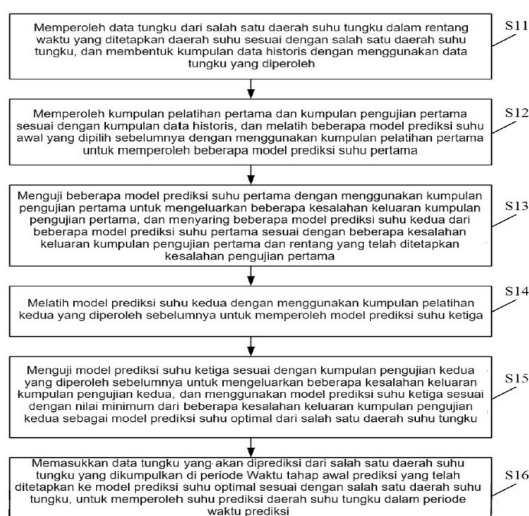 S11
Memperoleh data tungku dari salah satu daerah suhu tungku dalam rentang
waktu yang ditetapkan daerah suhu sesuai dengan salah satu daerah suhu
tungku, dan membentuk kumpulan data historis dengan menggunakan data
tungku yang diperoleh
S12
Memperoleh kumpulan pelatihan pertama dan kumpulan pengujian pertama
sesuai dengan kumpulan data historis, dan melatih beberapa model prediksi suhu
awal yang dipilih sebelumnya dengan menggunakan kumpulan pelatihan pertama
untuk memperoleh beberapa model prediksi suhu pertama
S13
Menguji beberapa model prediksi suhu pertama dengan menggunakan kumpulan
pengujian pertama untuk mengeluarkan beberapa kesalahan keluaran kumpulan
pengujian pertama, dan menyaring beberapa model prediksi suhu kedua dari
beberapa model prediksi suhu pertama sesuai dengan beberapa kesalahan
keluaran kumpulan pengujian pertama dan rentang yang telah ditetapkan
kesalahan pengujian pertama
S14
Melatih model prediksi suhu kedua dengan menggunakan kumpulan pelatihan
kedua yang diperoleh sebelumnya untuk memperoleh model prediksi suhu ketiga
S15
Menguji model prediksi suhu ketiga sesuai dengan kumpulan pengujian kedua
yang diperoleh sebelumnya untuk mengeluarkan beberapa kesalahan keluaran
kumpulan pengujian kedua, dan menggunakan model prediksi suhu ketiga sesuai
dengan nilai minimum dari beberapa kesalahan keluaran kumpulan pengujian
kedua sebagai model prediksi suhu optimal dari salah satu daerah suhu tungku
S16
Memasukkan data tungku yang akan diprediksi dari salah satu daerah suhu
tungku yang dikumpulkan di periode Waktu tahap awal prediksi yang telah
ditetapkan ke model prediksi suhu optimal sesuai dengan salah satu daerah suhu
tungku, untuk memperoleh suhu prediksi daerah suhu tungku dalam periode
waktu prediksi